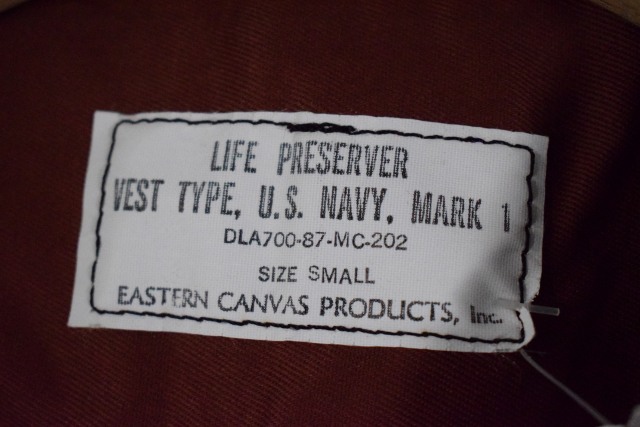 LIFE PRESERVER
VEST TYPE, U.S. NAVY, MARK 1
DLA700-87-MC-202
SIZE SMALL
EASTERN CANVAS PRODUCTS, Inc.